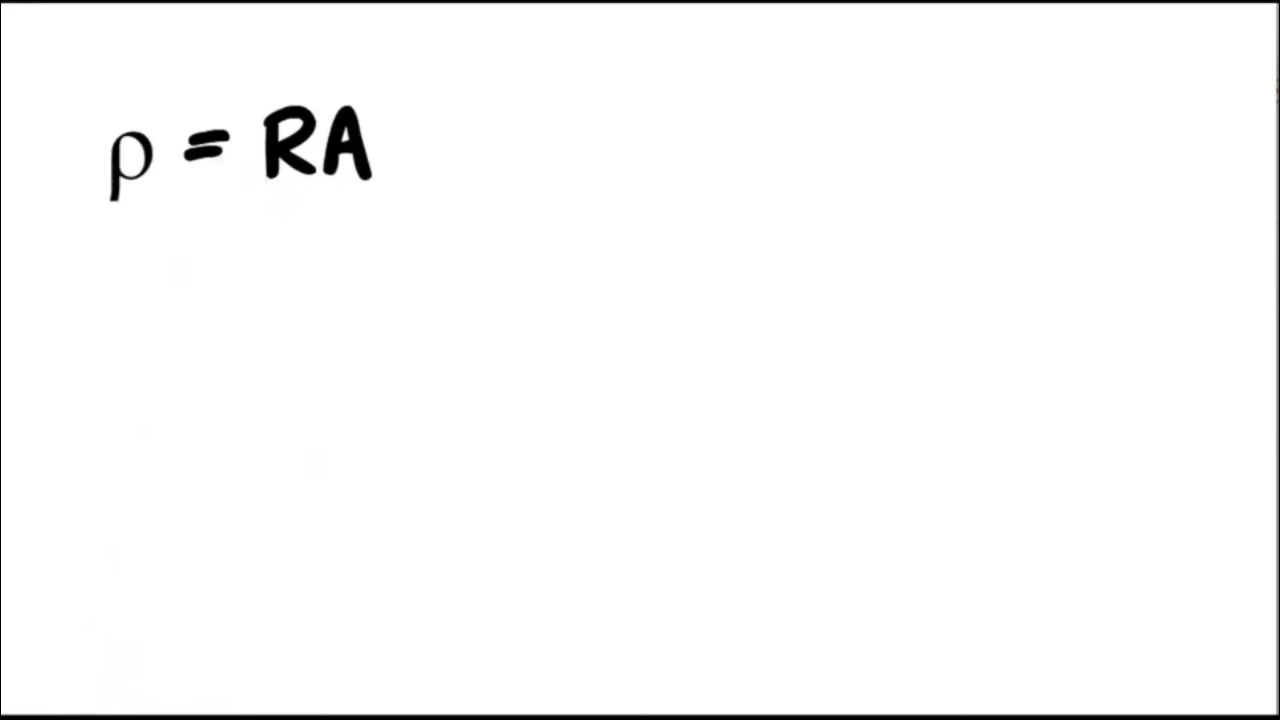 ρ = RA